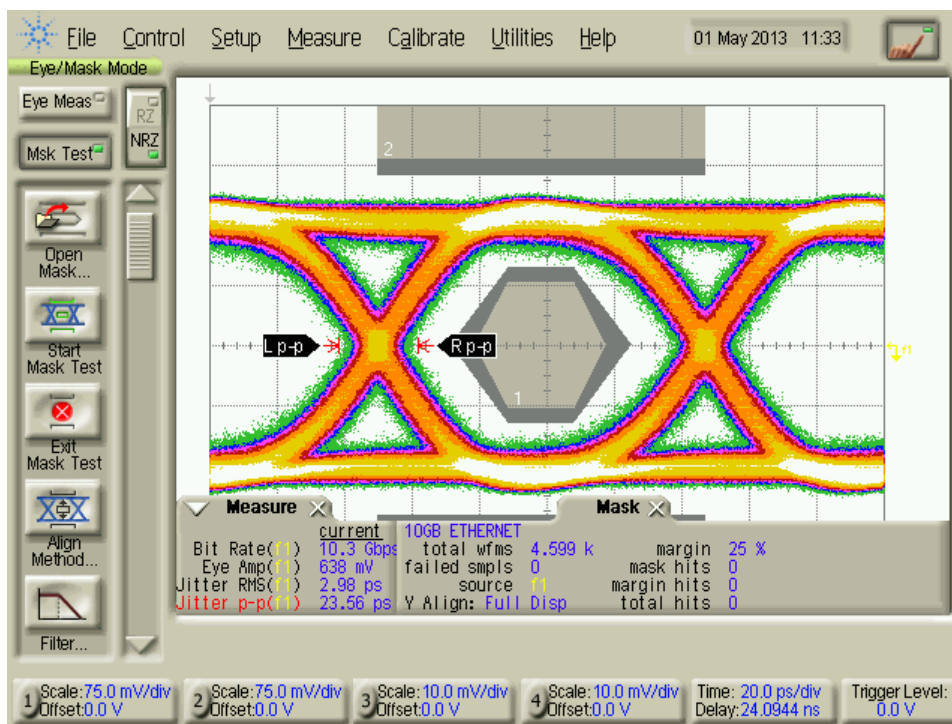 File Control Setup Measure Calibrate Utilities Help 01 May 2013 11:33
Eye/Mask Mode
Eye Meas
RZ
NRZ
Msk Test
Open
Mask...
Start
Mask Test
Exit
Mask Test
Align
Method...
Filter...
2
L p-p R p-p
1
f1
Measure Mask
current
Bit Rate(f1) 10.3 Gbps
Eye Amp(f1) 638 mV
Jitter RMS(f1) 2.98 ps
Jitter p-p(f1) 23.56 ps
10GB ETHERNET
total wfms 4.599 k margin 25 %
failed smpls 0 mask hits 0
source f1 margin hits 0
Y Align: Full Disp total hits 0
1 Scale:75.0 mV/div
Offset:0.0 V
2 Scale:75.0 mV/div
Offset:0.0 V
3 Scale:10.0 mV/div
Offset:0.0 V
4 Scale:10.0 mV/div
Offset:0.0 V
Time: 20.0 ps/div
Delay:24.0944 ns
Trigger Level:
0.0 V